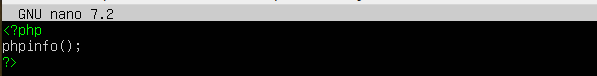 GNU nano 7.2
<?php
phpinfo();
?>